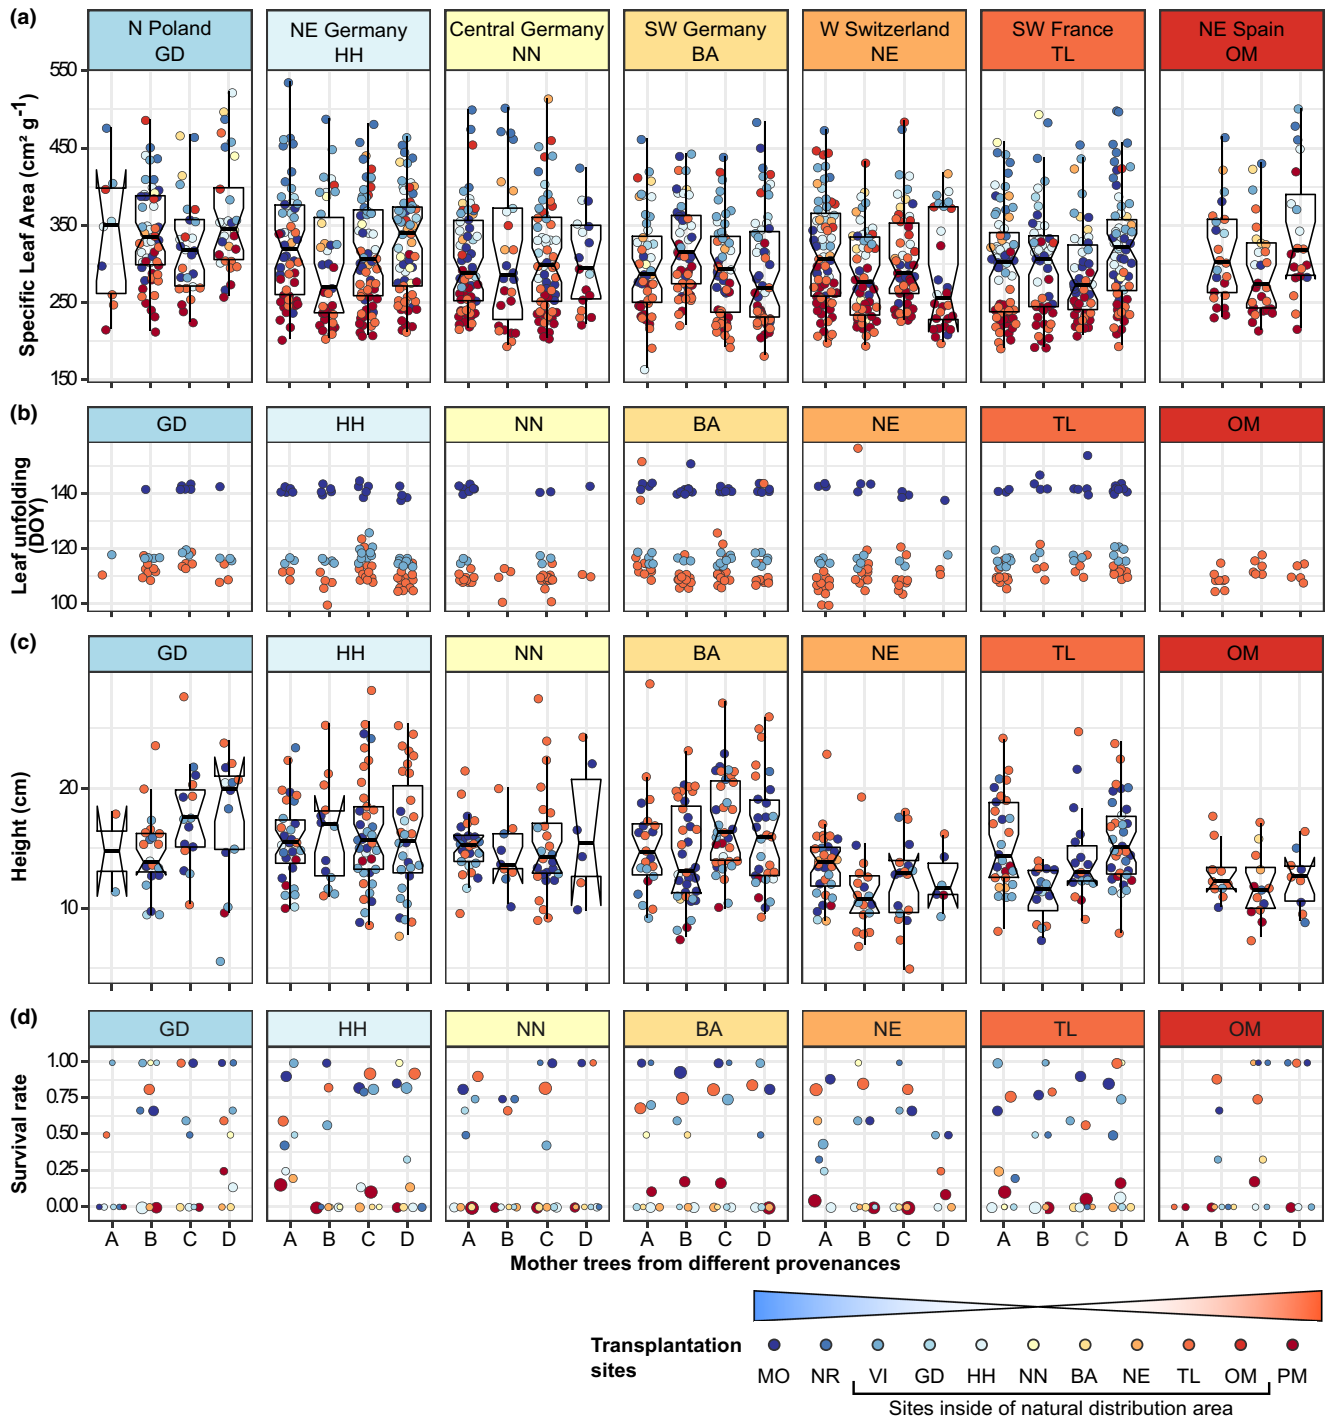 (a)
N Poland
GD
NE Germany
HH
Central Germany
NN
SW Germany
BA
W Switzerland
NE
SW France
TL
NE Spain
OM
Specific Leaf Area (cm² g⁻¹)
550
450
350
250
150
(b)
GD HH NN BA NE TL OM
Leaf unfolding
(DOY)
140
120
100
(c)
GD HH NN BA NE TL OM
Height (cm)
20
10
(d)
GD HH NN BA NE TL OM
Survival rate
1.00
0.75
0.50
0.25
0.00
A B C D A B C D A B C D A B C D A B C D A B C D A B C D
Mother trees from different provenances
Transplantation
sites
MO NR VI GD HH NN BA NE TL OM PM
Sites inside of natural distribution area